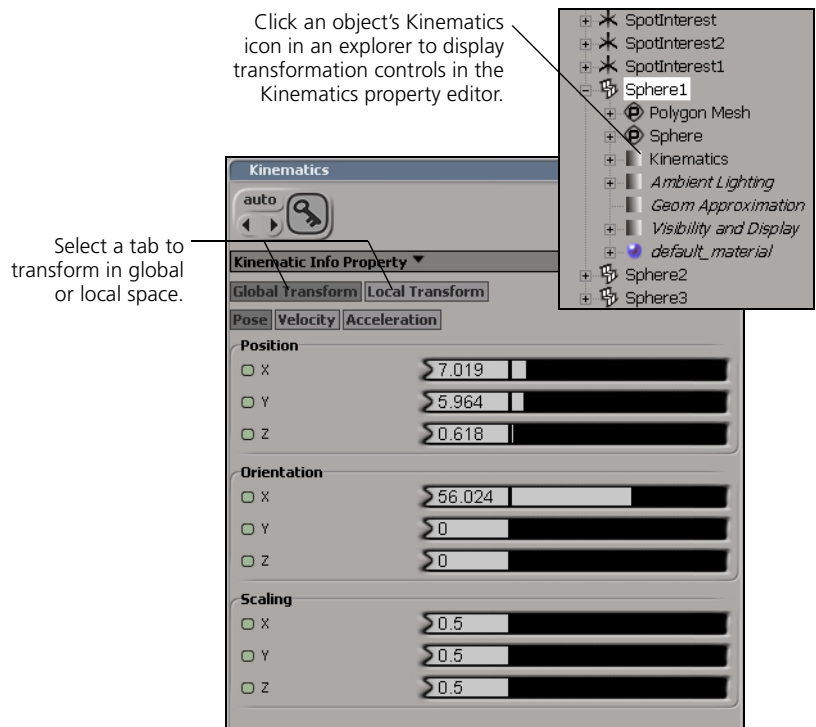 Click an object's Kinematics
icon in an explorer to display
transformation controls in the
Kinematics property editor.
SpotInterest
SpotInterest2
SpotInterest1
Sphere1
Polygon Mesh
Sphere
Kinematics
Ambient Lighting
Geom Approximation
Visibility and Display
default_material
Sphere2
Sphere3
Select a tab to
transform in global
or local space.
Kinematics
auto
Kinematic Info Property
Global Transform Local Transform
Pose Velocity Acceleration
Position
X 7.019
Y 5.964
Z 0.618
Orientation
X 56.024
Y 0
Z 0
Scaling
X 0.5
Y 0.5
Z 0.5